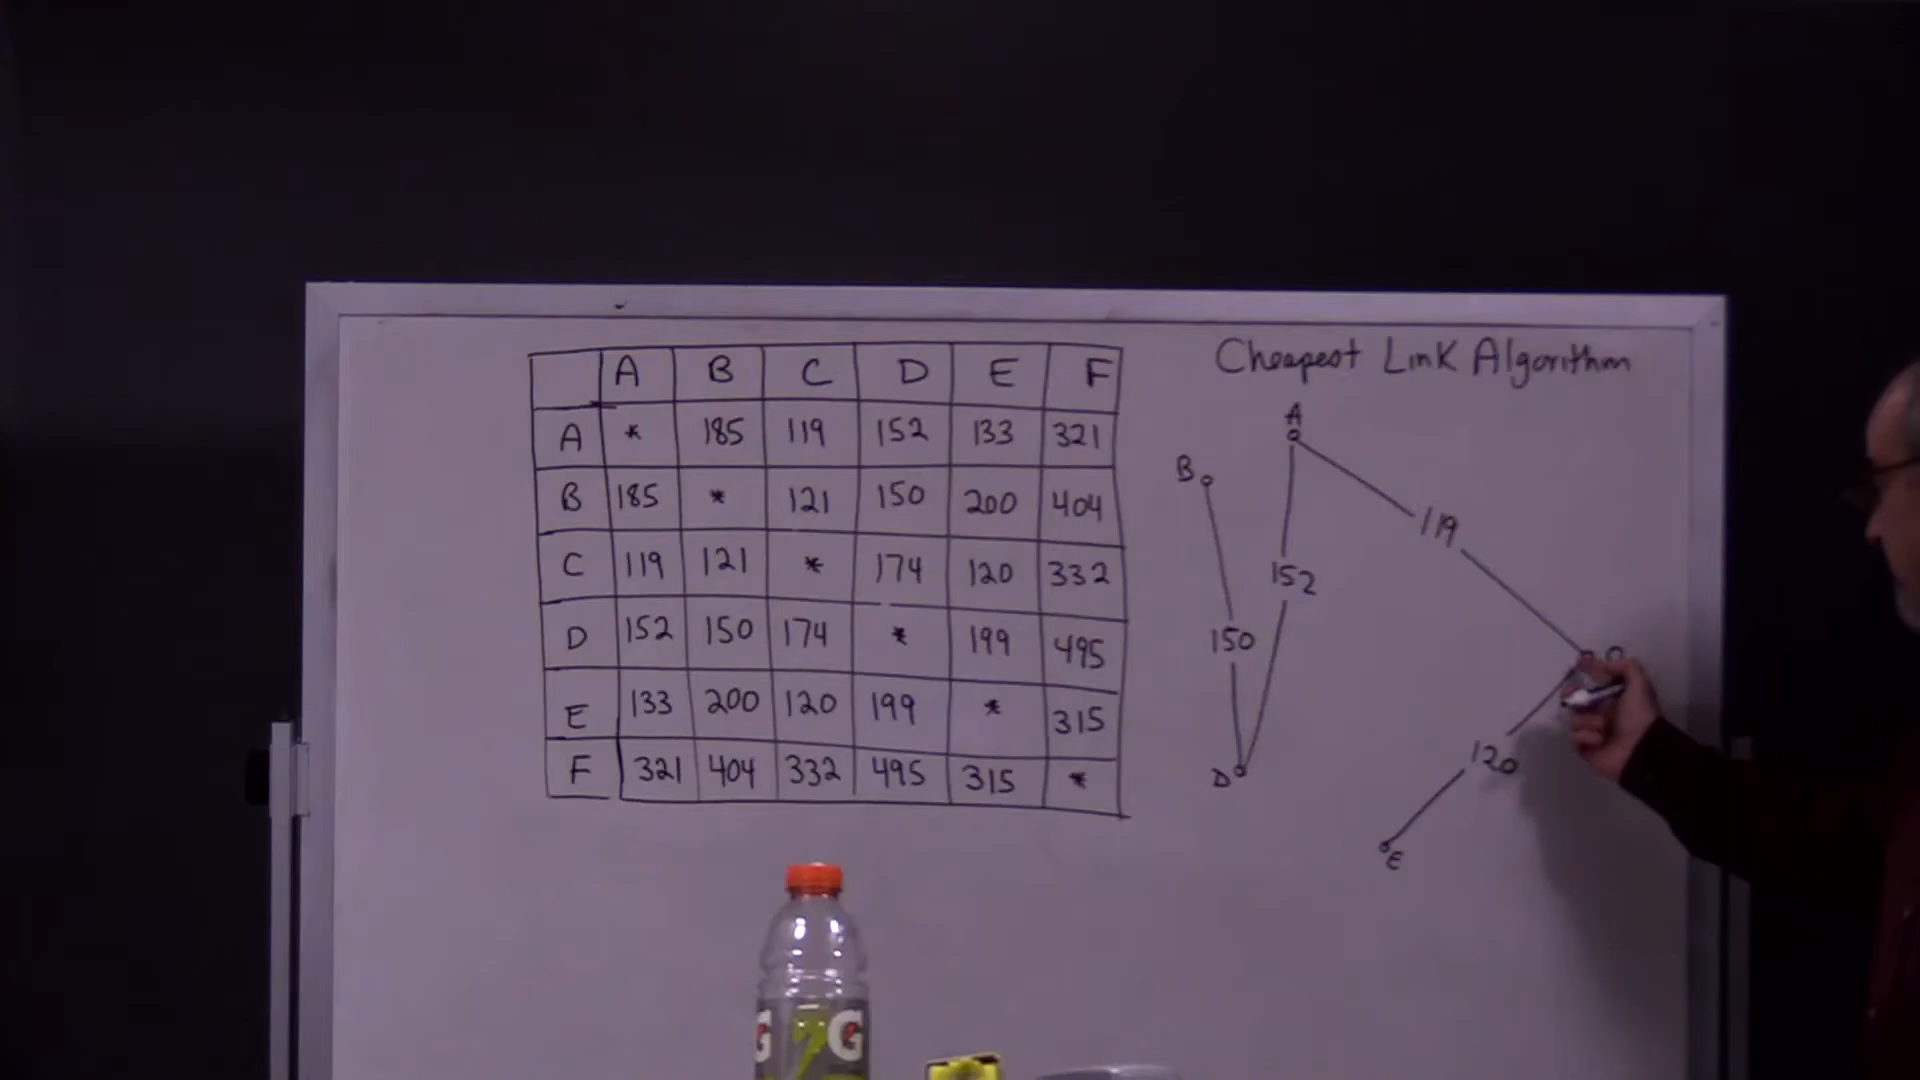 A B C D E F
A * 185 119 152 133 321
B 185 * 121 150 200 404
C 119 121 * 174 120 332
D 152 150 174 * 199 495
E 133 200 120 199 * 315
F 321 404 332 495 315 *
Cheapest Link Algorithm
A
B
119
152
150
120
D
E
G
G